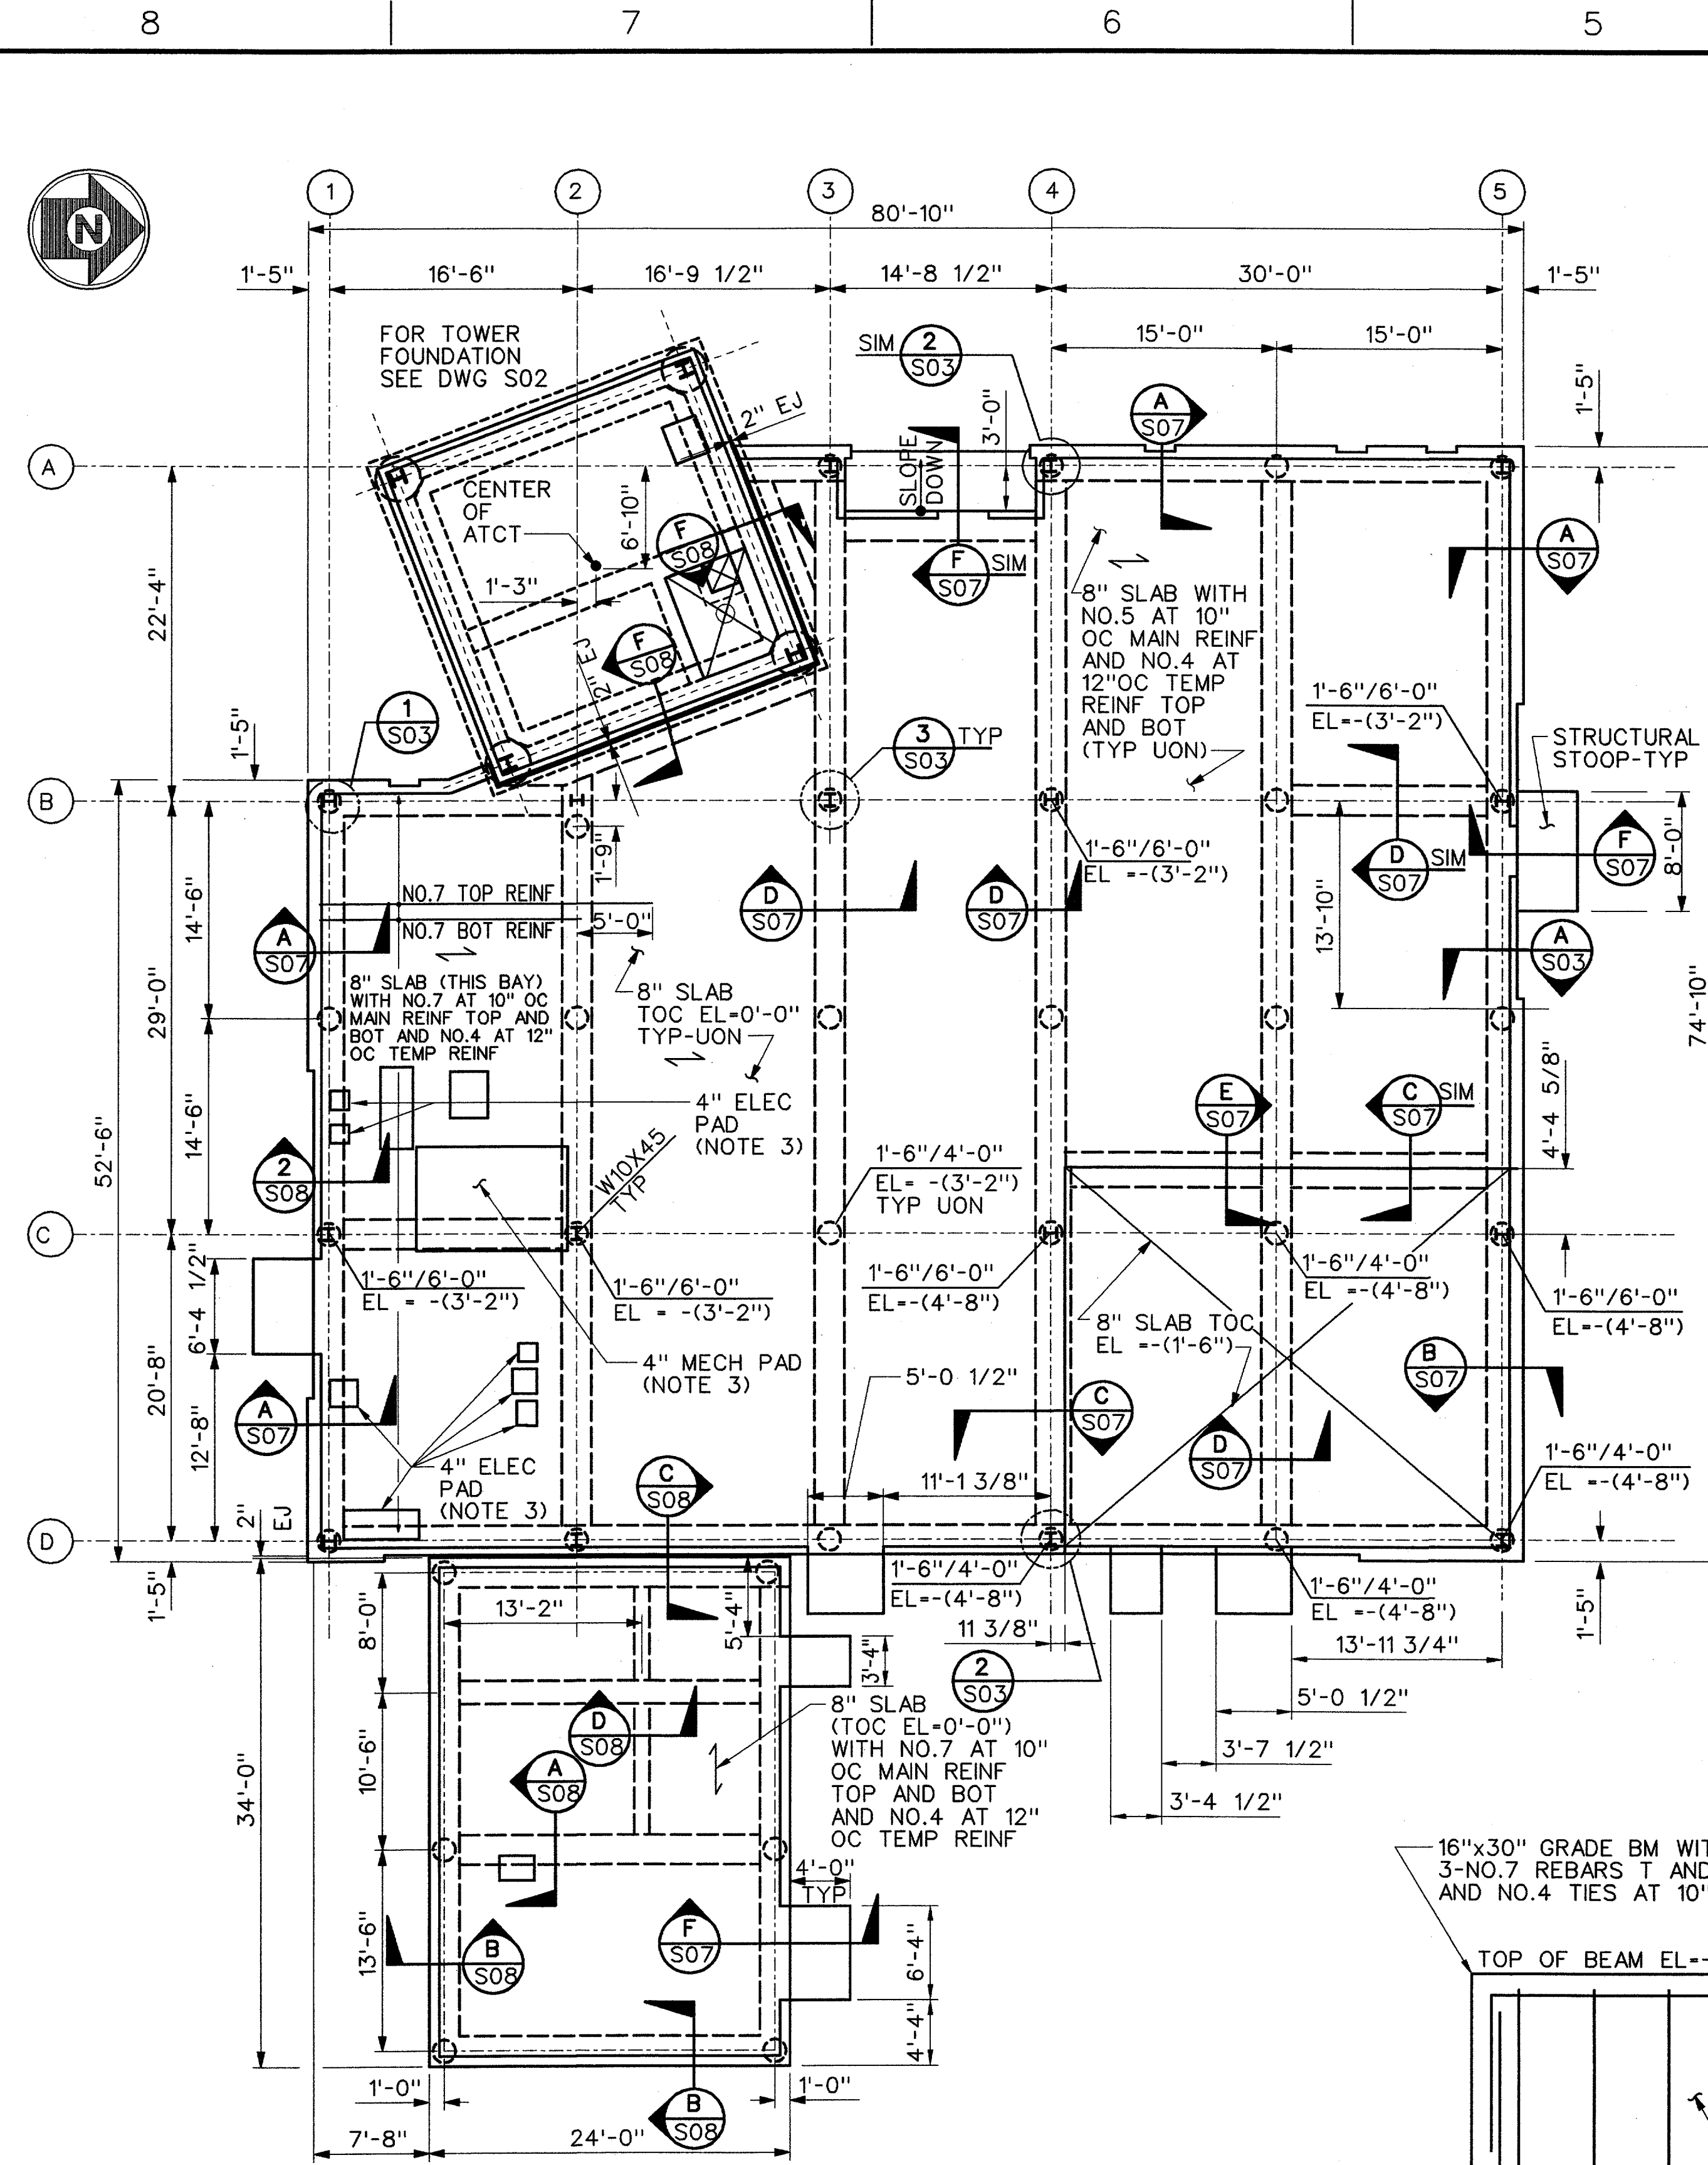 8 7 6 5
N
1 2 3 4 5
80'-10"
1'-5" 16'-6" 16'-9 1/2" 14'-8 1/2" 30'-0" 1'-5"
15'-0" 15'-0"
FOR TOWER
FOUNDATION
SEE DWG S02
SIM 2
S03
3'-0"
A
S07
1'-5"
2" EJ
A
SLOPE
DOWN
CENTER
OF
ATCT
6'-10"
F
S08
1'-3"
F
S07
SIM
A
S07
22'-4"
8" SLAB WITH
NO.5 AT 10"
OC MAIN REINF
AND NO.4 AT
12"OC TEMP
REINF TOP
AND BOT
(TYP UON)
F
S08
2" EJ
1
S03
1'-5"
3
S03
TYP
1'-6"/6'-0"
EL=-(3'-2")
STRUCTURAL
STOOP-TYP
B
1'-9"
1'-6"/6'-0"
EL =-(3'-2")
D
S07
SIM
F
S07
8'-0"
D
S07
D
S07
13'-10"
NO.7 TOP REINF
NO.7 BOT REINF
5'-0"
14'-6"
A
S07
A
S03
29'-0"
8" SLAB (THIS BAY)
WITH NO.7 AT 10" OC
MAIN REINF TOP AND
BOT AND NO.4 AT 12"
OC TEMP REINF
8" SLAB
TOC EL=0'-0"
TYP-UON
74'-10"
4" ELEC
PAD
(NOTE 3)
E
S07
C
S07
SIM
4'-4 5/8"
14'-6"
52'-6"
2
S08
W10X45
TYP
1'-6"/4'-0"
EL= -(3'-2")
TYP UON
C
1'-6"/6'-0"
EL = -(3'-2")
1'-6"/6'-0"
EL = -(3'-2")
1'-6"/6'-0"
EL=-(4'-8")
1'-6"/4'-0"
EL =-(4'-8")
1'-6"/6'-0"
EL=-(4'-8")
6'-4 1/2"
8" SLAB TOC
EL =-(1'-6")
4" MECH PAD
(NOTE 3)
5'-0 1/2"
B
S07
20'-8"
12'-8"
A
S07
C
S07
D
S07
4" ELEC
PAD
(NOTE 3)
C
S08
11'-1 3/8"
1'-6"/4'-0"
EL =-(4'-8")
2"
EJ
D
1'-5"
1'-6"/4'-0"
EL=-(4'-8")
1'-6"/4'-0"
EL =-(4'-8")
1'-5"
8'-0"
13'-2"
5'-4"
11 3/8"
13'-11 3/4"
3'-4"
2
S03
5'-0 1/2"
8" SLAB
(TOC EL=0'-0")
WITH NO.7 AT 10"
OC MAIN REINF
TOP AND BOT
AND NO.4 AT 12"
OC TEMP REINF
D
S08
3'-7 1/2"
A
S08
10'-6"
34'-0"
3'-4 1/2"
4'-0"
TYP
16"x30" GRADE BM
3-NO.7 REBARS T
AND NO.4 TIES AT 10"
13'-6"
B
S08
F
S07
6'-4"
TOP OF BEAM EL=-
4'-4"
1'-0" 1'-0"
B
S08
7'-8" 24'-0"